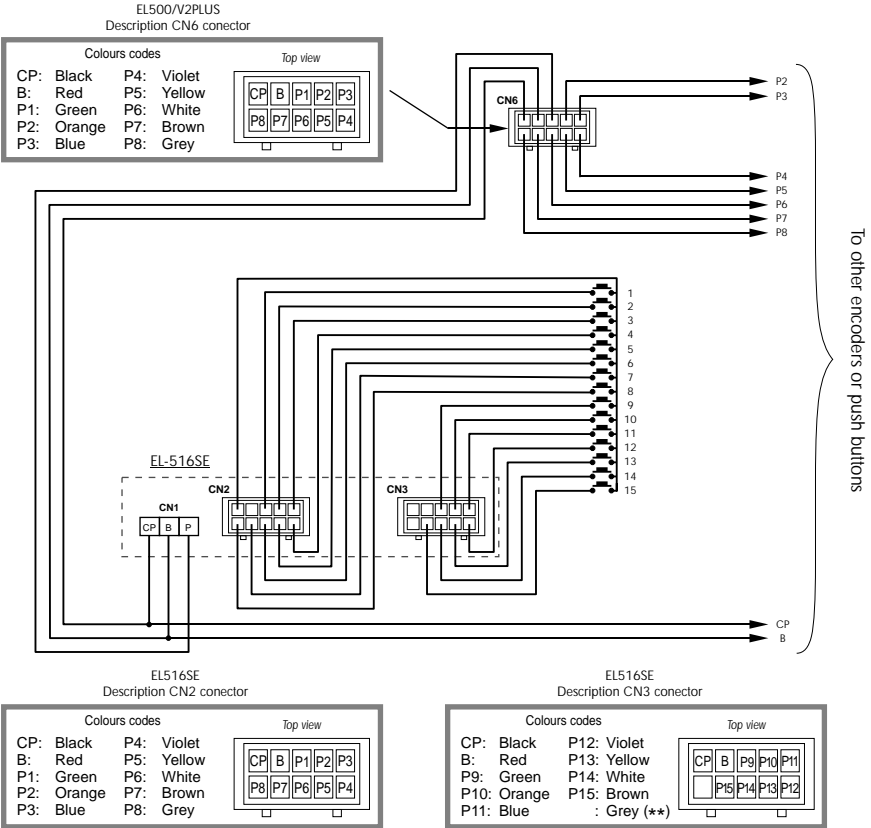 EL500/V2PLUS
Description CN6 conector
Colours codes
Top view
CP: Black P4: Violet
B: Red P5: Yellow
P1: Green P6: White
P2: Orange P7: Brown
P3: Blue P8: Grey
CP B P1 P2 P3
P8 P7 P6 P5 P4
CN6
P2
P3
P4
P5
P6
P7
P8
To other encoders or push buttons
1
2
3
4
5
6
7
8
9
10
11
12
13
14
15
EL-516SE
CN1
CP B P
CN2
CN3
CP
B
EL516SE
Description CN2 conector
Colours codes
Top view
CP: Black P4: Violet
B: Red P5: Yellow
P1: Green P6: White
P2: Orange P7: Brown
P3: Blue P8: Grey
CP B P1 P2 P3
P8 P7 P6 P5 P4
EL516SE
Description CN3 conector
Colours codes
Top view
CP: Black P12: Violet
B: Red P13: Yellow
P9: Green P14: White
P10: Orange P15: Brown
P11: Blue : Grey (**)
CP B P9 P10 P11
P15 P14 P13 P12